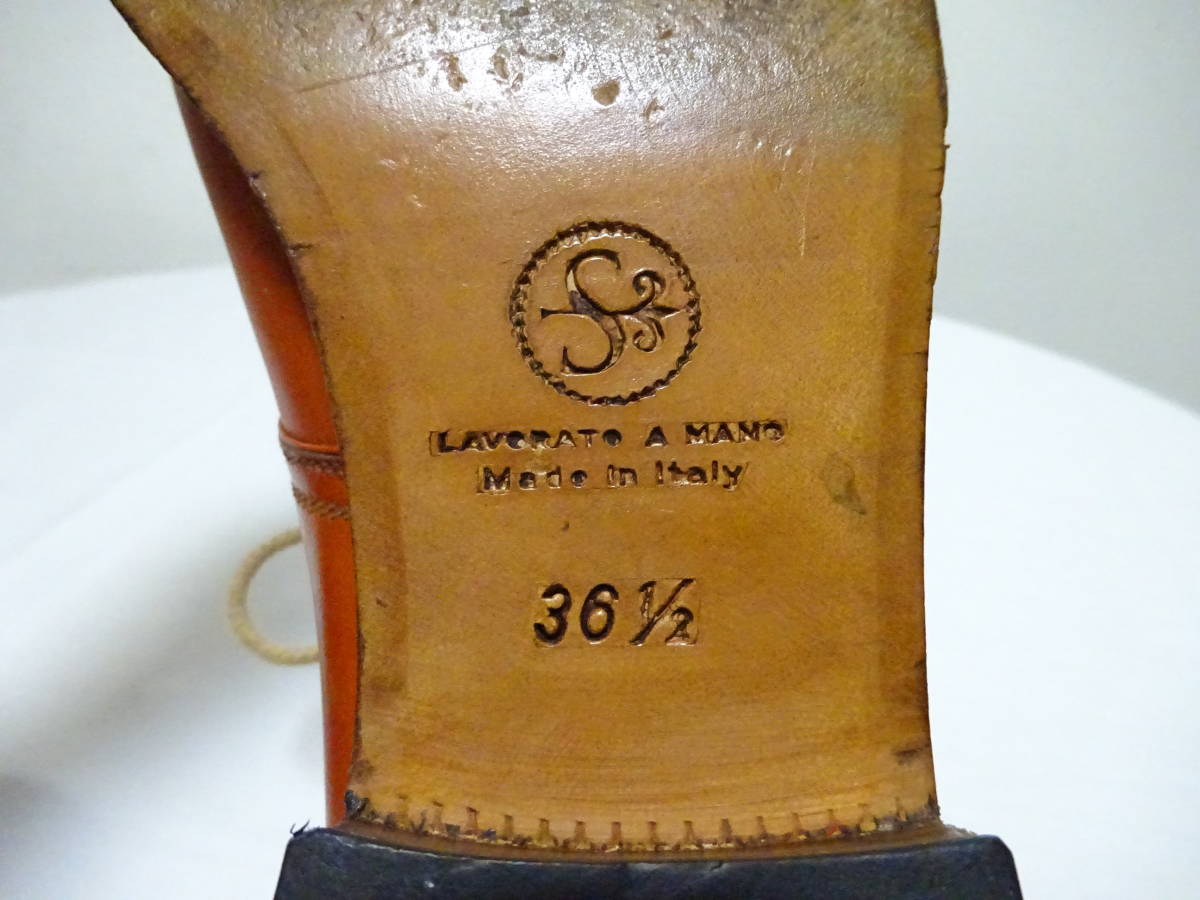 S
LAVORATO A MANO
Made in Italy
36 ½